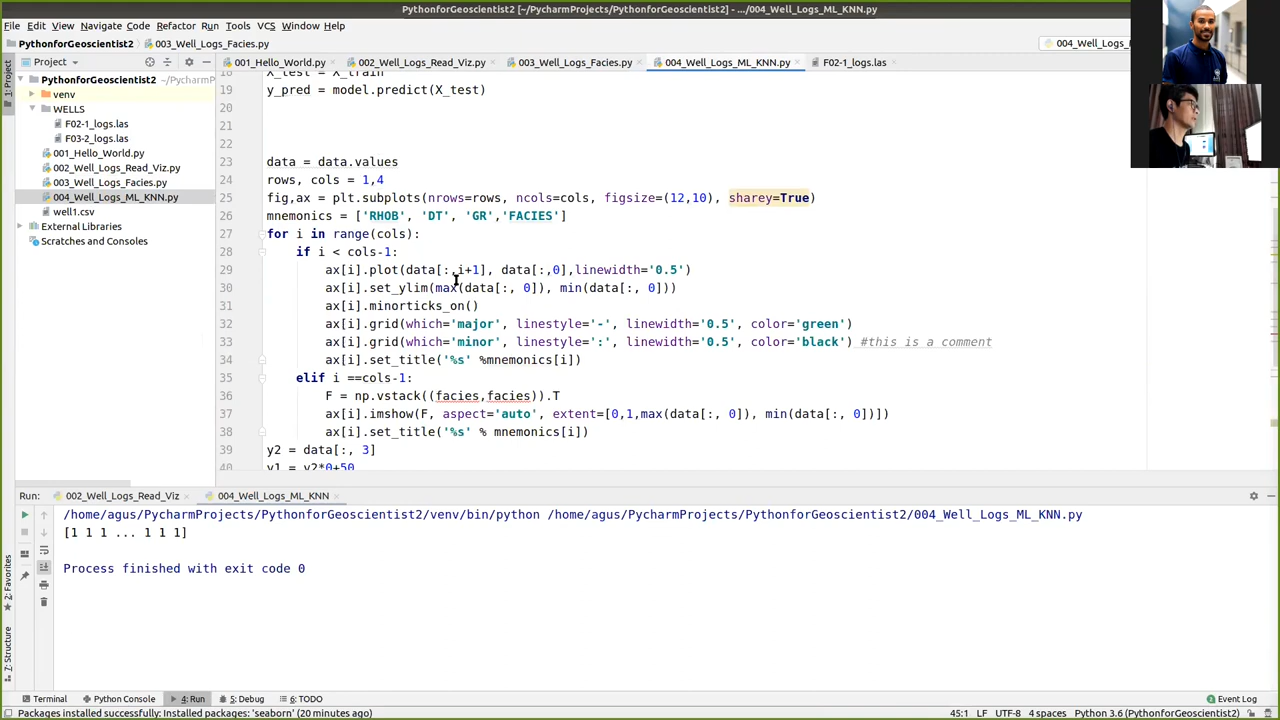 PythonforGeoscientist2 [~/PycharmProjects/PythonforGeoscientist2] - .../004_Well_Logs_ML_KNN.py
File Edit View Navigate Code Refactor Run Tools VCS Window Help
PythonforGeoscientist2 003_Well_Logs_Facies.py 004_Well_Logs_
1: Project
Project
001_Hello_World.py 002_Well_Logs_Read_Viz.py 003_Well_Logs_Facies.py 004_Well_Logs_ML_KNN.py F02-1_logs.las
PythonforGeoscientist2 ~/Pycharm
venv
WELLS
F02-1_logs.las
F03-2_logs.las
001_Hello_World.py
002_Well_Logs_Read_Viz.py
003_Well_Logs_Facies.py
004_Well_Logs_ML_KNN.py
well1.csv
External Libraries
Scratches and Consoles
18 X_test = X_train
19 y_pred = model.predict(X_test)
20
21
22
23 data = data.values
24 rows, cols = 1,4
25 fig,ax = plt.subplots(nrows=rows, ncols=cols, figsize=(12,10), sharey=True)
26 mnemonics = ['RHOB', 'DT', 'GR','FACIES']
27 for i in range(cols):
28 if i < cols-1:
29 ax[i].plot(data[:,i+1], data[:,0],linewidth='0.5')
30 ax[i].set_ylim(max(data[:, 0]), min(data[:, 0]))
31 ax[i].minorticks_on()
32 ax[i].grid(which='major', linestyle='-', linewidth='0.5', color='green')
33 ax[i].grid(which='minor', linestyle=':', linewidth='0.5', color='black') #this is a comment
34 ax[i].set_title('%s' %mnemonics[i])
35 elif i ==cols-1:
36 F = np.vstack((facies,facies)).T
37 ax[i].imshow(F, aspect='auto', extent=[0,1,max(data[:, 0]), min(data[:, 0])])
38 ax[i].set_title('%s' % mnemonics[i])
39 y2 = data[:, 3]
40 y1 = y2*0+50
Run: 002_Well_Logs_Read_Viz 004_Well_Logs_ML_KNN
/home/agus/PycharmProjects/PythonforGeoscientist2/venv/bin/python /home/agus/PycharmProjects/PythonforGeoscientist2/004_Well_Logs_ML_KNN.py
[1 1 1 ... 1 1 1]
Process finished with exit code 0
2: Favorites
7: Structure
Terminal Python Console 4: Run 5: Debug 6: TODO Event Log
Packages installed successfully: Installed packages: 'seaborn' (20 minutes ago) 45:1 LF UTF-8 4 spaces Python 3.6 (PythonforGeoscientist2)